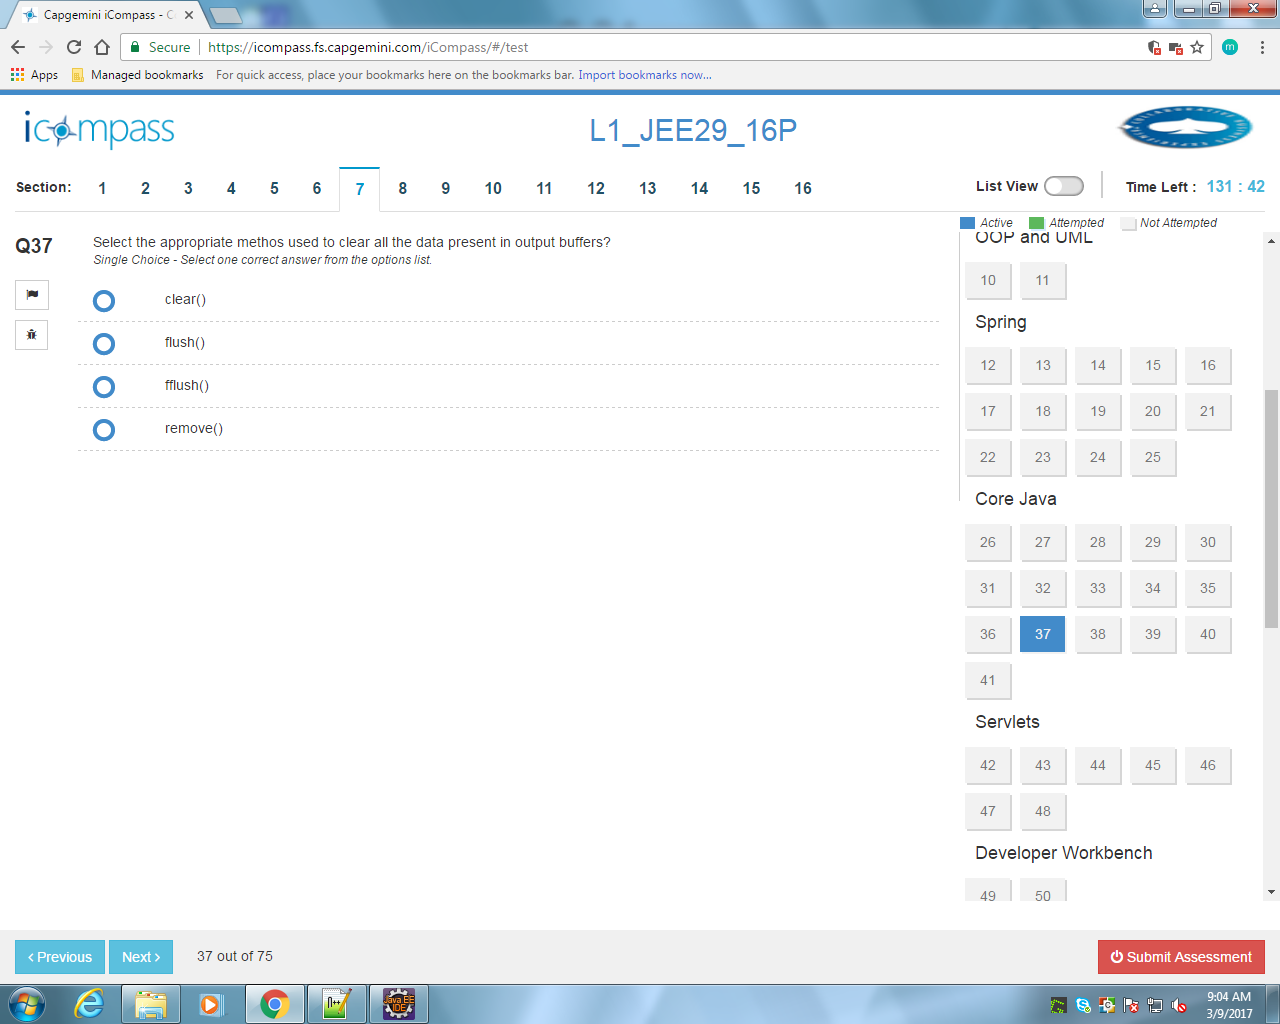 Capgemini iCompass - C
Secure
https://icompass.fs.capgemini.com/iCompass/#/test
m
Apps
Managed bookmarks
For quick access, place your bookmarks here on the bookmarks bar. Import bookmarks now...
icompass
L1_JEE29_16P
Section: 1 2 3 4 5 6 7 8 9 10 11 12 13 14 15 16
List View
Time Left : 131 : 42
Active Attempted Not Attempted
Q37
Select the appropriate methos used to clear all the data present in output buffers?
Single Choice - Select one correct answer from the options list.
clear()
flush()
fflush()
remove()
OOP and UML
10 11
Spring
12 13 14 15 16
17 18 19 20 21
22 23 24 25
Core Java
26 27 28 29 30
31 32 33 34 35
36 37 38 39 40
41
Servlets
42 43 44 45 46
47 48
Developer Workbench
49 50
Previous
Next
37 out of 75
Submit Assessment
Java EE
IDE
9:04 AM
3/9/2017